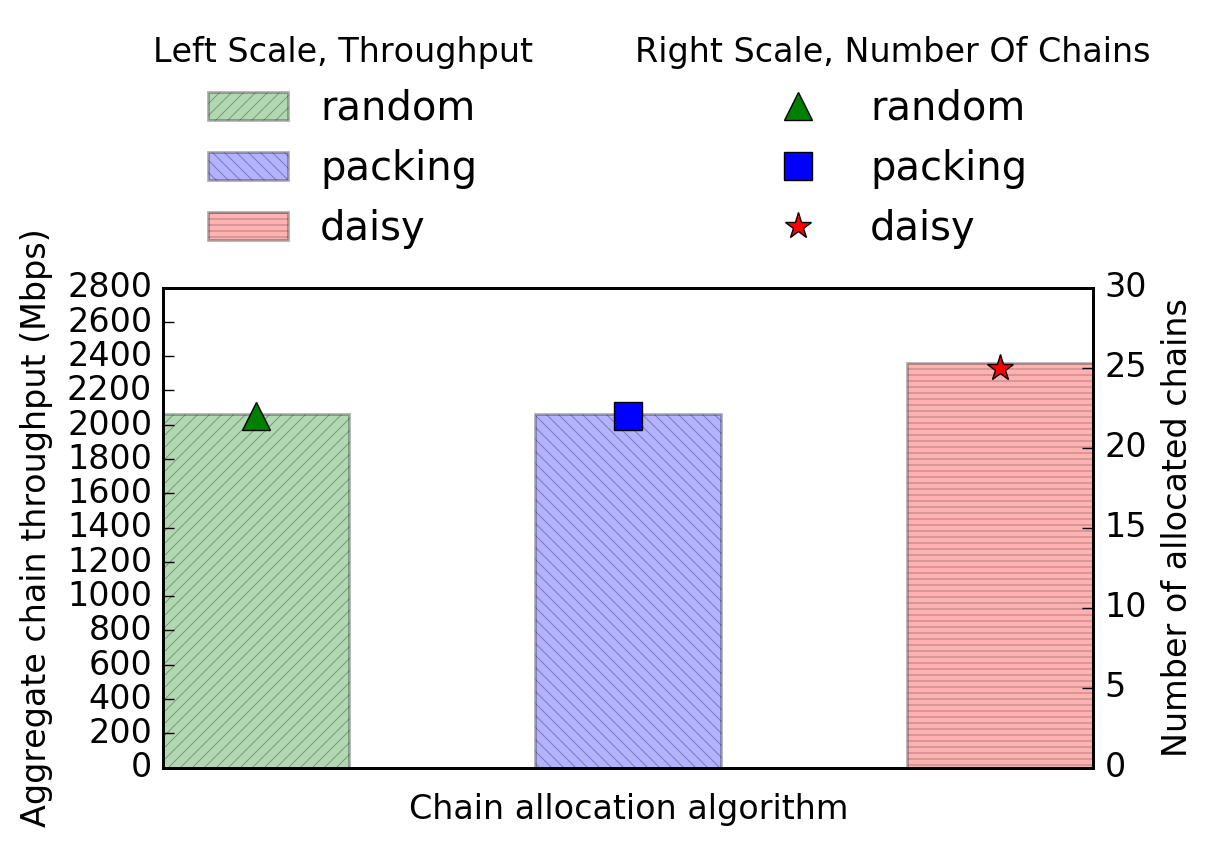 Left Scale, Throughput
random
packing
daisy
Right Scale, Number Of Chains
random
packing
daisy
Aggregate chain throughput (Mbps)
2800
2600
2400
2200
2000
1800
1600
1400
1200
1000
800
600
400
200
0
30
25
20
15
10
5
0
Number of allocated chains
Chain allocation algorithm